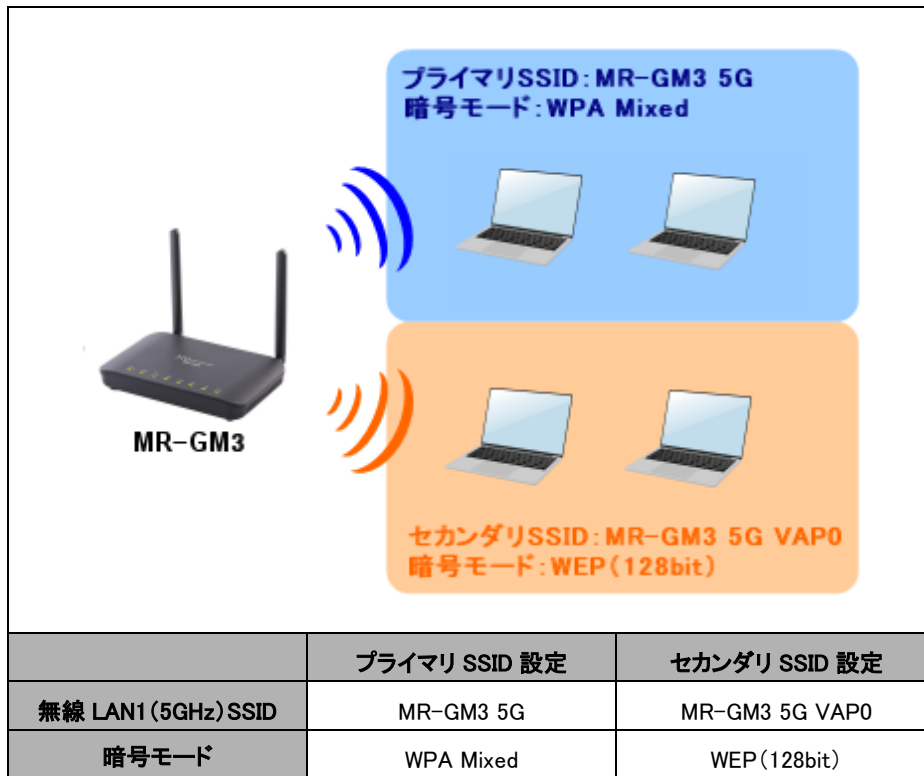 プライマリSSID:MR-GM3 5G
暗号モード:WPA Mixed
MR-GM3
セカンダリSSID:MR-GM3 5G VAP0
暗号モード:WEP(128bit)
プライマリ SSID 設定 セカンダリ SSID 設定
無線 LAN1(5GHz)SSID MR-GM3 5G MR-GM3 5G VAP0
暗号モード WPA Mixed WEP(128bit)